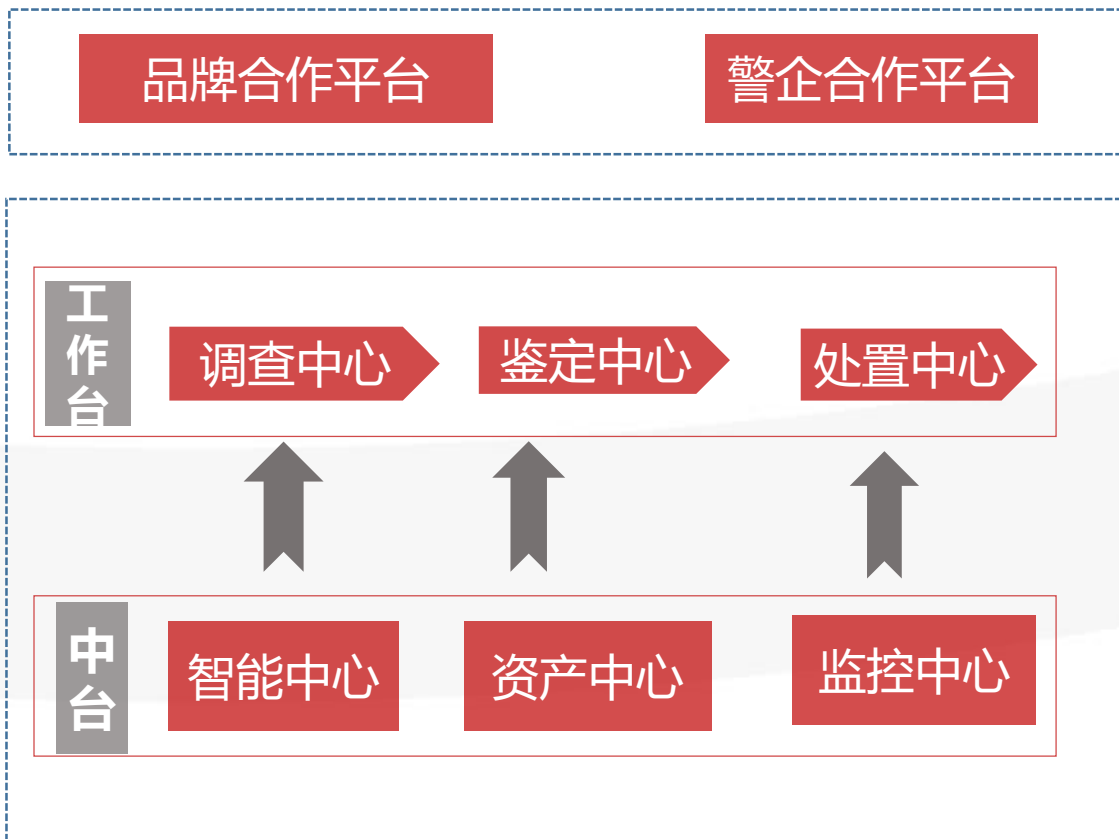 品牌合作平台
警企合作平台
工作台
调查中心
鉴定中心
处置中心
中台
智能中心
资产中心
监控中心